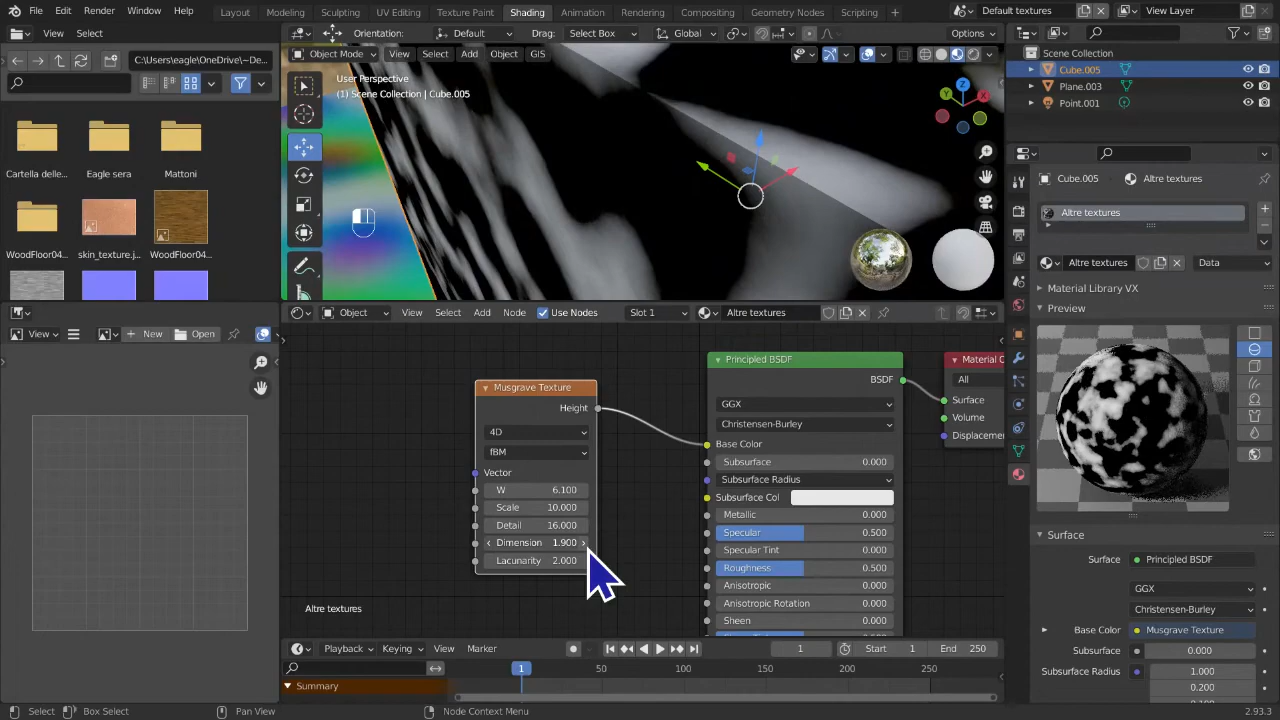 File Edit Render Window Help Layout Modeling Sculpting UV Editing Texture Paint Shading Animation Rendering Compositing Geometry Nodes Scripting + Default textures View Layer
View Select Orientation: Default Drag: Select Box Global Options
C:\Users\eagle\OneDrive\~De...
Object Mode View Select Add Object GIS
User Perspective
(1) Scene Collection | Cube.005
Cartella delle... Eagle sera Mattoni
WoodFloor04... skin_texture.j... WoodFloor04...
Z Y X
Scene Collection
Cube.005
Plane.003
Point.001
Cube.005 Altre textures
Altre textures
Altre textures Data
Material Library VX
Preview
View New Open
Object View Select Add Node Use Nodes Slot 1 Altre textures
Musgrave Texture
Height
4D
fBM
Vector
W 6.100
Scale 10.000
Detail 16.000
Dimension 1.900
Lacunarity 2.000
Principled BSDF
BSDF
GGX
Christensen-Burley
Base Color
Subsurface 0.000
Subsurface Radius
Subsurface Col
Metallic 0.000
Specular 0.500
Specular Tint 0.000
Roughness 0.500
Anisotropic 0.000
Anisotropic Rotation 0.000
Sheen 0.000
Material O
All
Surface
Volume
Displacemen
Altre textures
Surface
Surface Principled BSDF
GGX
Christensen-Burley
Base Color Musgrave Texture
Subsurface 0.000
Subsurface Radius 1.000
0.200
Playback Keying View Marker 1 Start 1 End 250
1 50 100 150 200 250
Summary
Select Box Select Pan View Node Context Menu 2.93.3